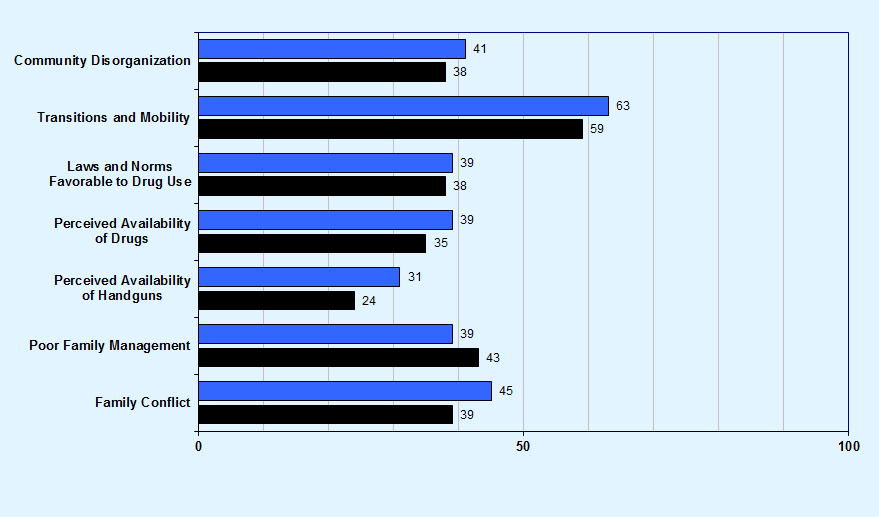 Community Disorganization
41
38
Transitions and Mobility
63
59
Laws and Norms
Favorable to Drug Use
39
38
Perceived Availability
of Drugs
39
35
Perceived Availability
of Handguns
31
24
Poor Family Management
39
43
Family Conflict
45
39
0
50
100